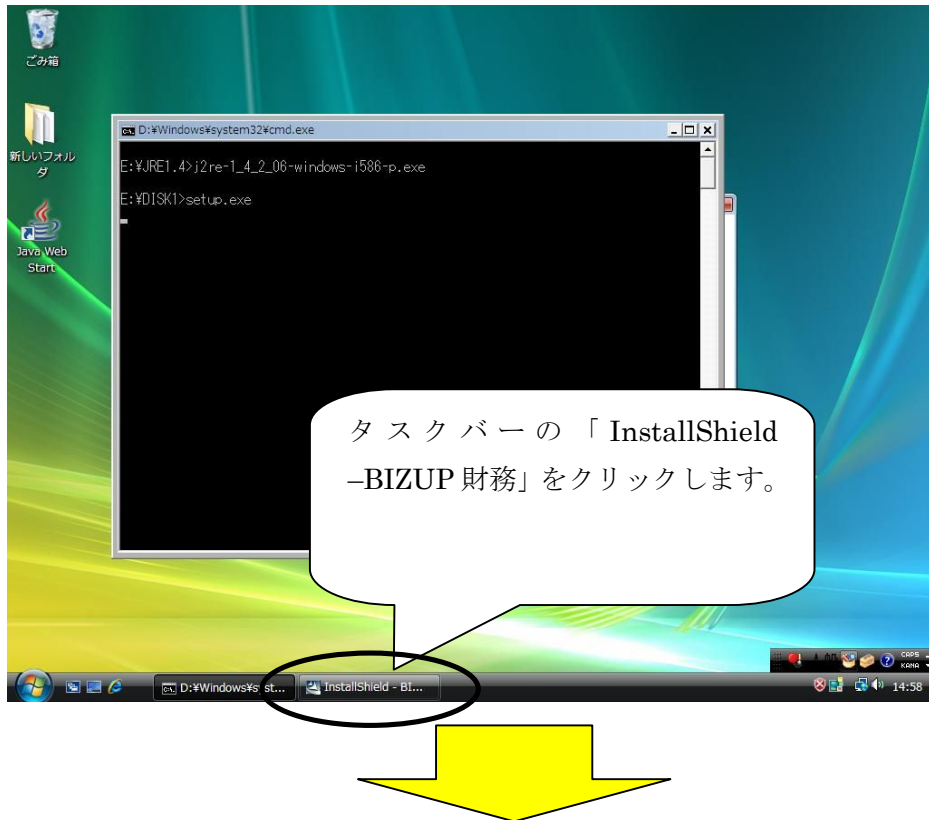 ごみ箱
新しいフォル
ダ
Java Web
Start
D:¥Windows¥system32¥cmd.exe
E:¥JRE1.4>j2re-1_4_2_06-windows-i586-p.exe
E:¥DISK1>setup.exe
タスクバーの「InstallShield
–BIZUP 財務」をクリックします。
D:¥Windows¥syst...
InstallShield - BI...
CAPS
KANA
14:58